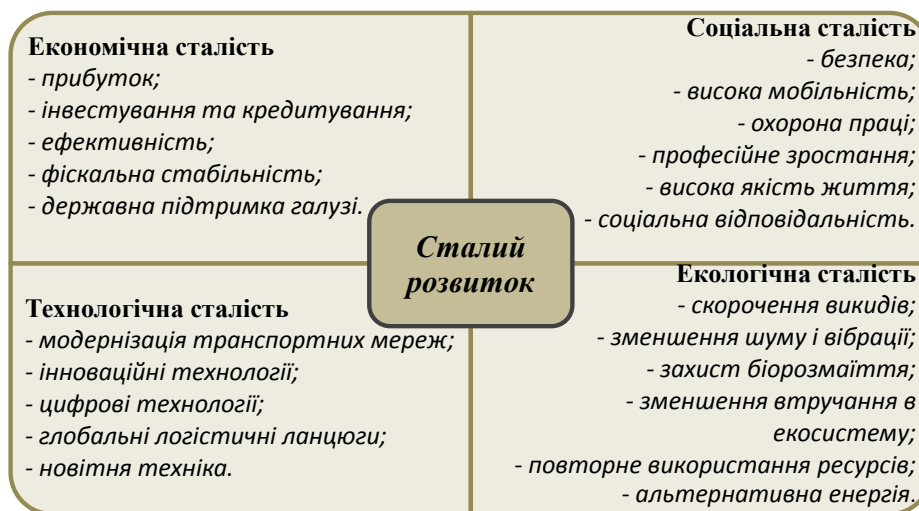 Економічна сталість
- прибуток;
- інвестування та кредитування;
- ефективність;
- фіскальна стабільність;
- державна підтримка галузі.
Соціальна сталість
- безпека;
- висока мобільність;
- охорона праці;
- професійне зростання;
- висока якість життя;
- соціальна відповідальність.
Сталий
розвиток
Технологічна сталість
- модернізація транспортних мереж;
- інноваційні технології;
- цифрові технології;
- глобальні логістичні ланцюги;
- новітня техніка.
Екологічна сталість
- скорочення викидів;
- зменшення шуму і вібрації;
- захист біорозмаїття;
- зменшення втручання в
екосистему;
- повторне використання ресурсів;
- альтернативна енергія.